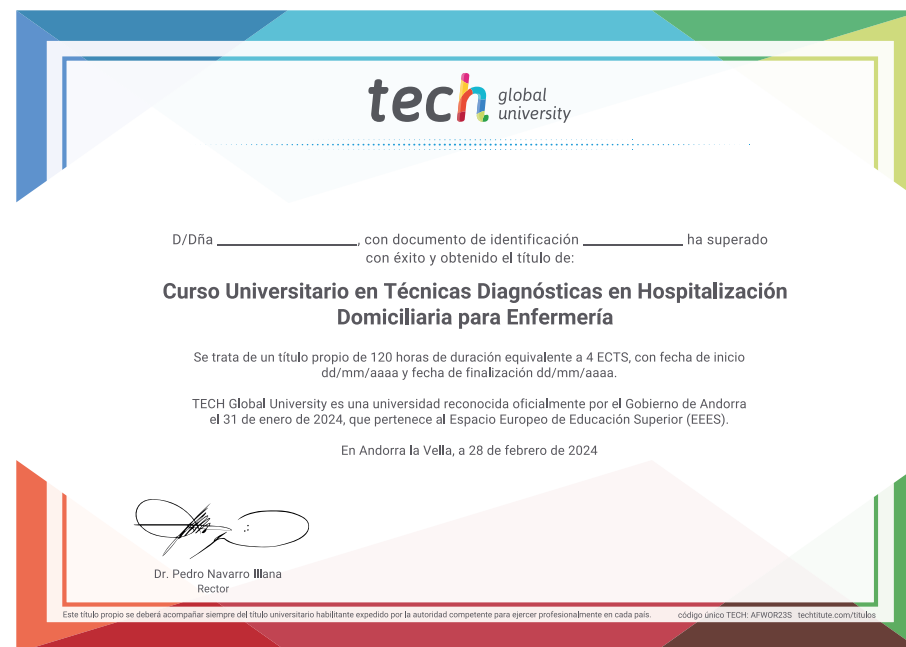 tech global university
D/Dña ____________________, con documento de identificación ______________ ha superado
con éxito y obtenido el título de:
Curso Universitario en Técnicas Diagnósticas en Hospitalización
Domiciliaria para Enfermería
Se trata de un título propio de 120 horas de duración equivalente a 4 ECTS, con fecha de inicio
dd/mm/aaaa y fecha de finalización dd/mm/aaaa.
TECH Global University es una universidad reconocida oficialmente por el Gobierno de Andorra
el 31 de enero de 2024, que pertenece al Espacio Europeo de Educación Superior (EEES).
En Andorra la Vella, a 28 de febrero de 2024
Dr. Pedro Navarro Illana
Rector
Este título propio se deberá acompañar siempre del título universitario habilitante expedido por la autoridad competente para ejercer profesionalmente en cada país. código único TECH: AFWOR23S techtitute.com/titulos